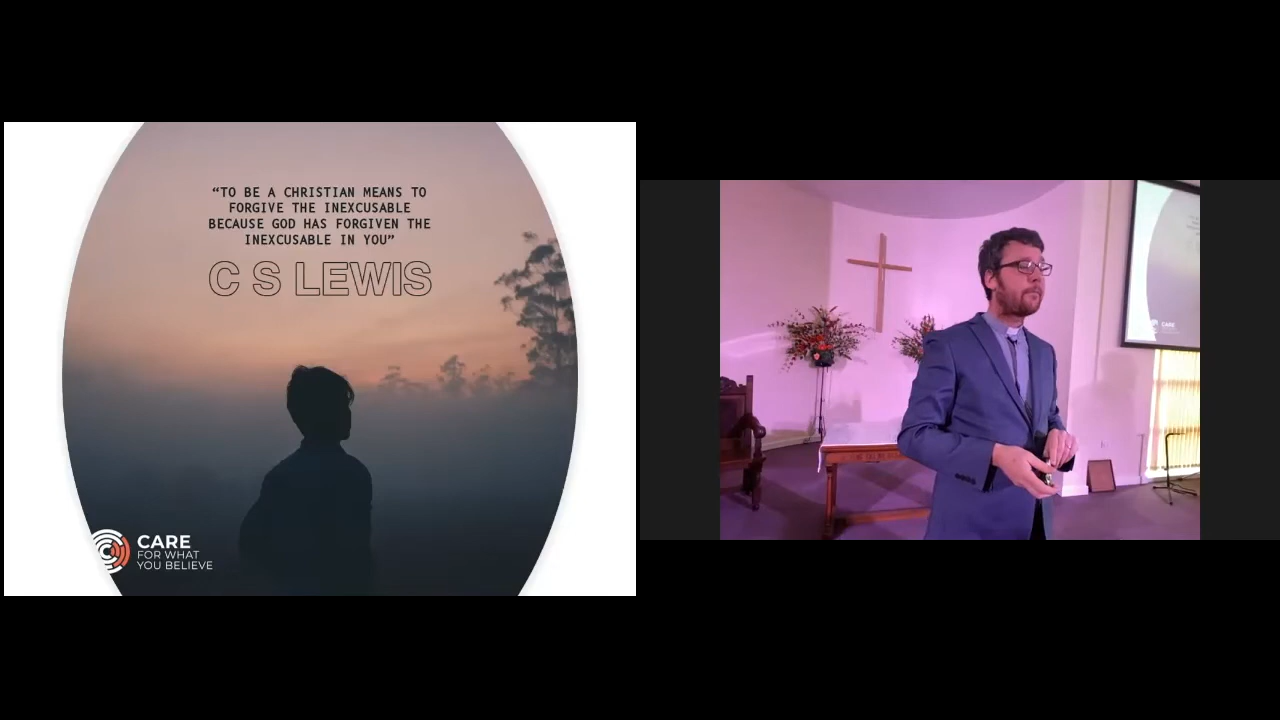 “TO BE A CHRISTIAN MEANS TO
FORGIVE THE INEXCUSABLE
BECAUSE GOD HAS FORGIVEN THE
INEXCUSABLE IN YOU”
C S LEWIS
CARE
FOR WHAT
YOU BELIEVE
CARE